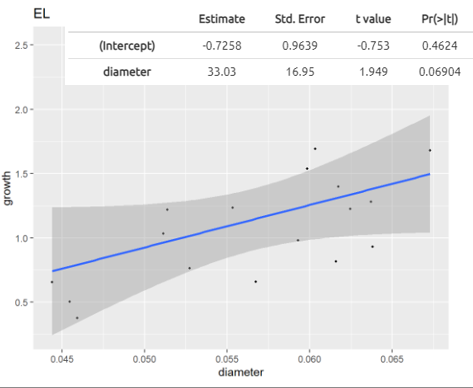 EL
Estimate Std. Error t value Pr(>|t|)
(Intercept) -0.7258 0.9639 -0.753 0.4624
diameter 33.03 16.95 1.949 0.06904
2.5
2.0
1.5
1.0
0.5
growth
0.045 0.050 0.055 0.060 0.065
diameter